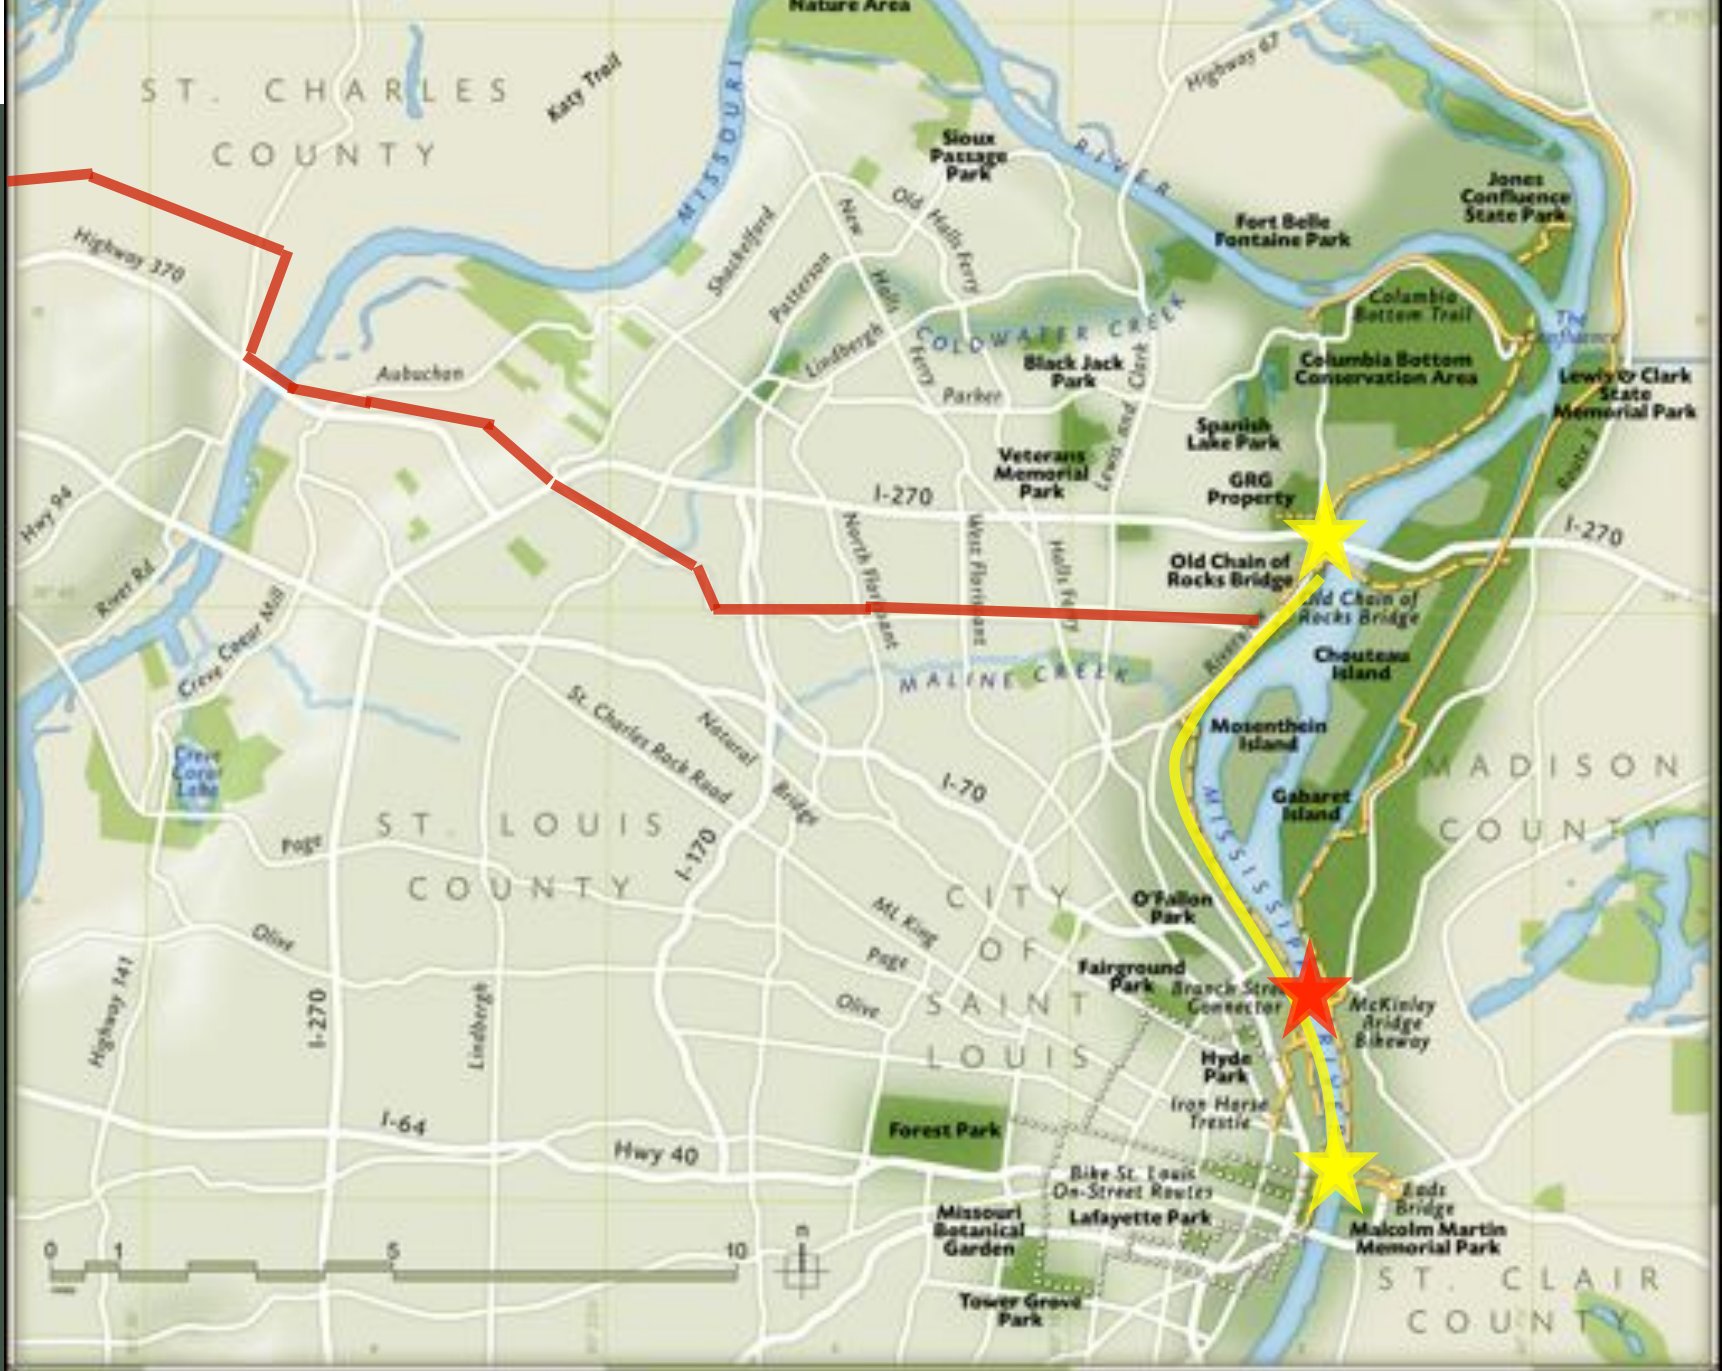 Nature Area
Highway 67
ST. CHARLES
COUNTY
Katy Trail
MISSOURI
RIVER
Sioux
Passage
Park
Jones
Confluence
State Park
Old Halls Ferry
New Halls Ferry
Shackelford
Patterson
Fort Belle
Fontaine Park
Highway 370
Columbia
Bottom Trail
The
Confluence
COLDWATER CREEK
Lindbergh
Aubuchon
Black Jack
Park
Columbia Bottom
Conservation Area
Lewis & Clark
State
Memorial Park
Parker
Lewis and Clark
Spanish
Lake Park
Route 3
Veterans
Memorial
Park
GRG
Property
Hwy 94
I-270
I-270
North Florissant
West Florissant
Halls Ferry
Old Chain of
Rocks Bridge
Old Chain of
Rocks Bridge
River Rd
Creve Coeur Mill
Chouteau
Island
MALINE CREEK
St. Charles Rock Road
Natural Bridge
Mosenthein
Island
Creve
Coeur
Lake
MADISON
COUNTY
I-70
Gabaret
Island
MISSISSIPPI
RIVER
ST. LOUIS
COUNTY
Page
I-170
CITY
OF
SAINT
LOUIS
O'Fallon
Park
ML King
Page
Olive
Olive
Fairground
Park
Branch Street
Connector
McKinley
Bridge
Bikeway
Highway 141
I-270
Lindbergh
Hyde
Park
Iron Horse
Trestle
I-64
Hwy 40
Forest Park
Bike St. Louis
On-Street Routes
Eads
Bridge
Lafayette Park
Malcolm Martin
Memorial Park
Missouri
Botanical
Garden
0 1 5 10
n
Tower Grove
Park
ST. CLAIR
COUNTY